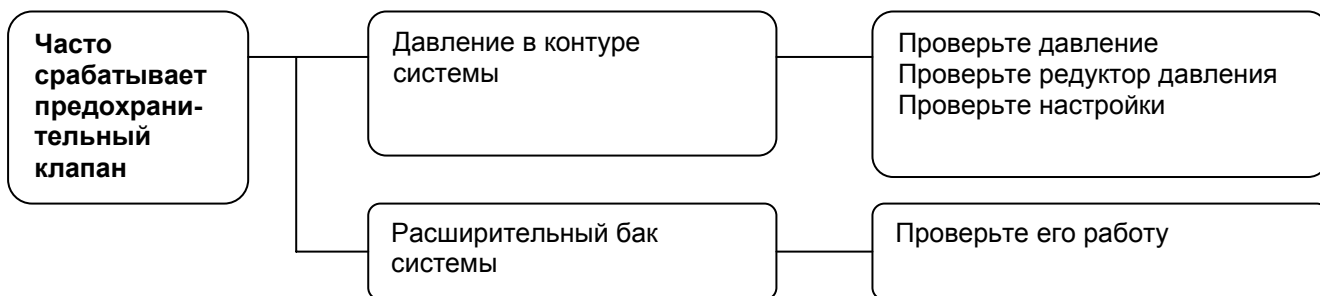 Часто
срабатывает
предохрани-
тельный
клапан
Давление в контуре
системы
Проверьте давление
Проверьте редуктор давления
Проверьте настройки
Расширительный бак
системы
Проверьте его работу